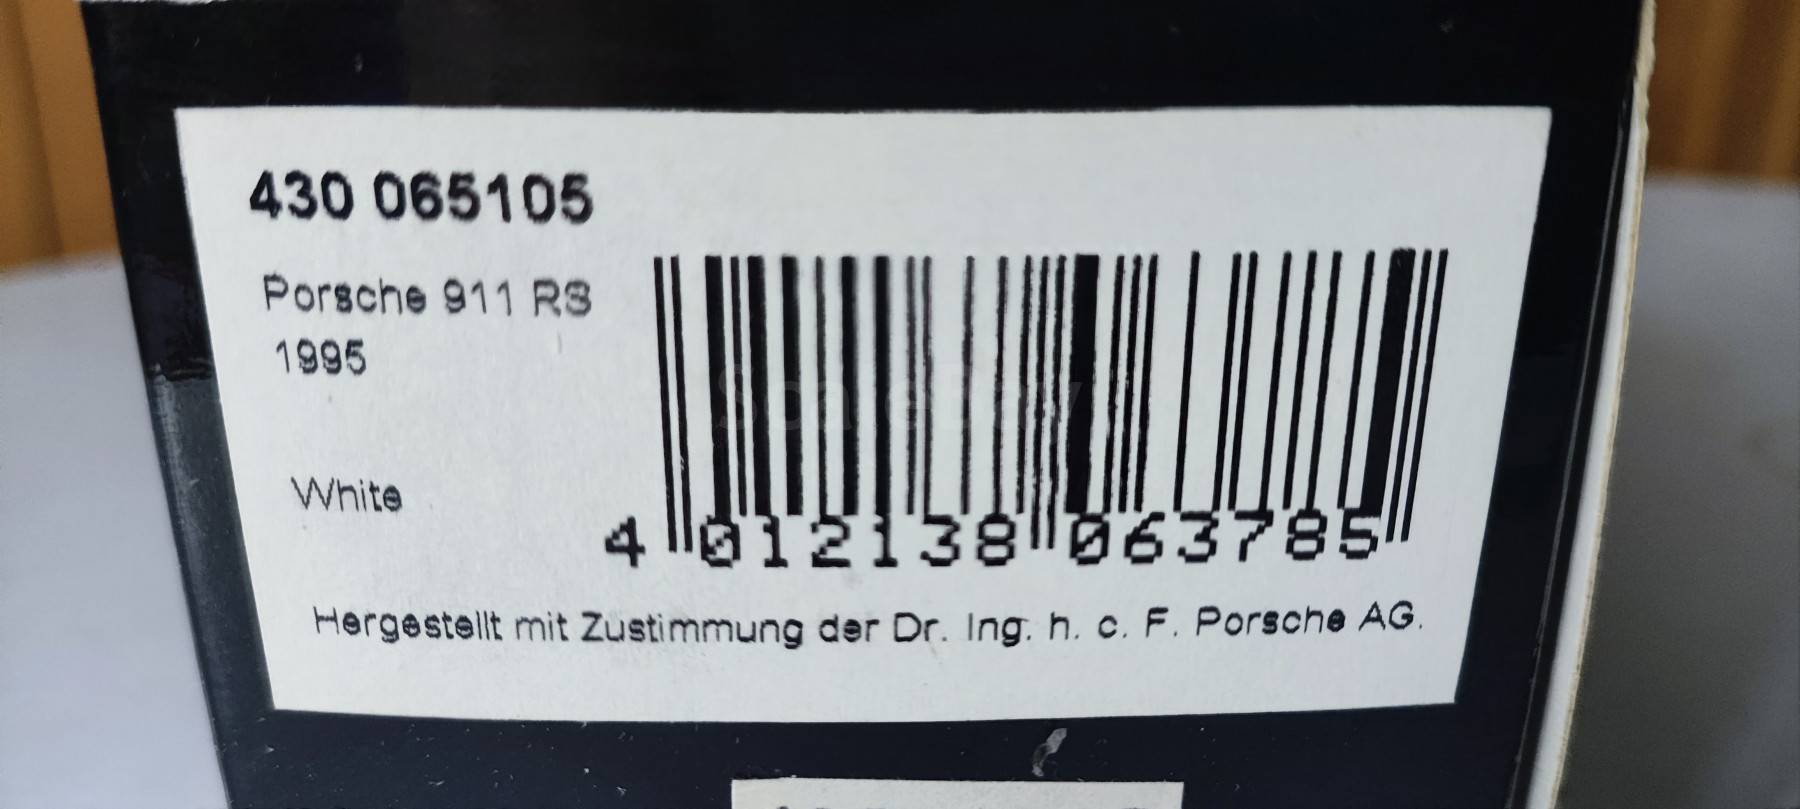 430 065105
Porsche 911 RS
1995
White
4 012138 063785
Hergestellt mit Zustimmung der Dr. Ing. h. c. F. Porsche AG.